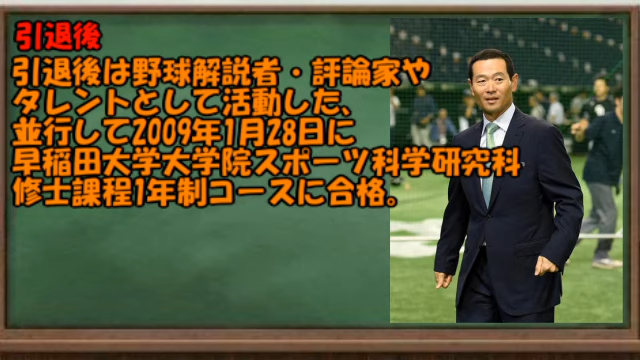 引退後
引退後は野球解説者・評論家や
タレントとして活動した、
並行して2009年1月28日に
早稲田大学大学院スポーツ科学研究科
修士課程1年制コースに合格。